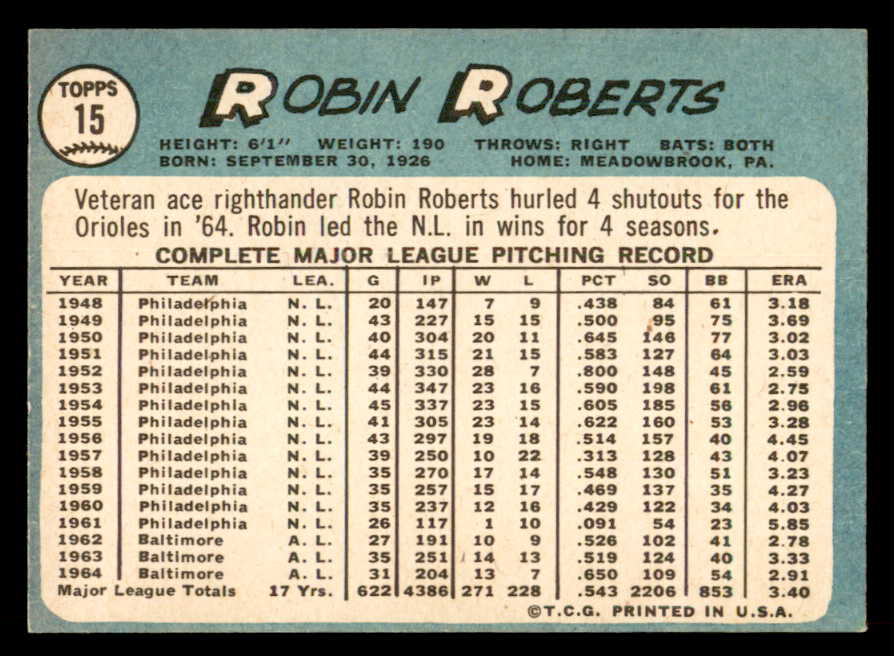 TOPPS
15
ROBIN ROBERTS
HEIGHT: 6'1" WEIGHT: 190 THROWS: RIGHT BATS: BOTH
BORN: SEPTEMBER 30, 1926 HOME: MEADOWBROOK, PA.
Veteran ace righthander Robin Roberts hurled 4 shutouts for the
Orioles in '64. Robin led the N.L. in wins for 4 seasons.
COMPLETE MAJOR LEAGUE PITCHING RECORD
YEAR TEAM LEA. G IP W L PCT SO BB ERA
1948 Philadelphia N. L. 20 147 7 9 .438 84 61 3.18
1949 Philadelphia N. L. 43 227 15 15 .500 95 75 3.69
1950 Philadelphia N. L. 40 304 20 11 .645 146 77 3.02
1951 Philadelphia N. L. 44 315 21 15 .583 127 64 3.03
1952 Philadelphia N. L. 39 330 28 7 .800 148 45 2.59
1953 Philadelphia N. L. 44 347 23 16 .590 198 61 2.75
1954 Philadelphia N. L. 45 337 23 15 .605 185 56 2.96
1955 Philadelphia N. L. 41 305 23 14 .622 160 53 3.28
1956 Philadelphia N. L. 43 297 19 18 .514 157 40 4.45
1957 Philadelphia N. L. 39 250 10 22 .313 128 43 4.07
1958 Philadelphia N. L. 35 270 17 14 .548 130 51 3.23
1959 Philadelphia N. L. 35 257 15 17 .469 137 35 4.27
1960 Philadelphia N. L. 35 237 12 16 .429 122 34 4.03
1961 Philadelphia N. L. 26 117 1 10 .091 54 23 5.85
1962 Baltimore A. L. 27 191 10 9 .526 102 41 2.78
1963 Baltimore A. L. 35 251 14 13 .519 124 40 3.33
1964 Baltimore A. L. 31 204 13 7 .650 109 54 2.91
Major League Totals 17 Yrs. 622 4386 271 228 .543 2206 853 3.40
©T.C.G. PRINTED IN U.S.A.